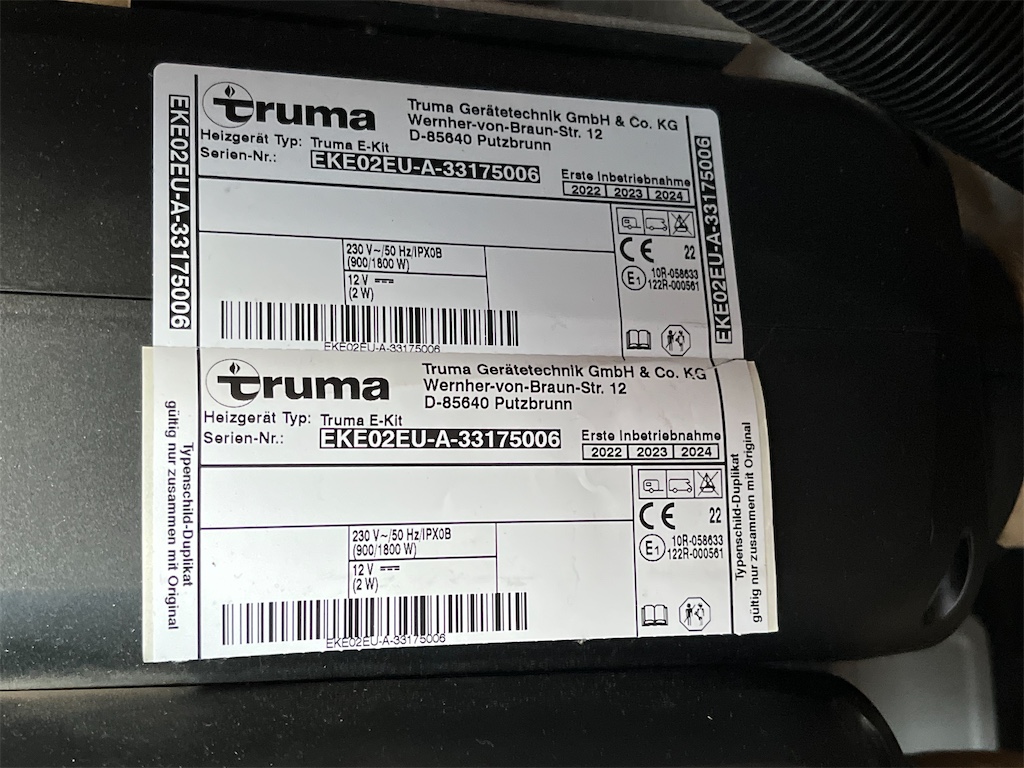 truma
Truma Gerätetechnik GmbH & Co. KG
Wernher-von-Braun-Str. 12
D-85640 Putzbrunn
Heizgerät Typ: Truma E-Kit
Serien-Nr.: EKE02EU-A-33175006
Erste Inbetriebnahme
2022 2023 2024
EKE02EU-A-33175006
EKE02EU-A-33175006
230 V~/50 Hz/IPX0B
(900/1800 W)
12 V
(2 W)
CE 22
E1 10R-058633
122R-000561
EKE02EU-A-33175006
truma
Truma Gerätetechnik GmbH & Co. KG
Wernher-von-Braun-Str. 12
D-85640 Putzbrunn
Heizgerät Typ: Truma E-Kit
Serien-Nr.: EKE02EU-A-33175006
Erste Inbetriebnahme
2022 2023 2024
Typenschild-Duplikat
gültig nur zusammen mit Original
230 V~/50 Hz/IPX0B
(900/1800 W)
12 V
(2 W)
CE 22
E1 10R-058633
122R-000561
EKE02EU-A-33175006
Typenschild-Duplikat
gültig nur zusammen mit Original